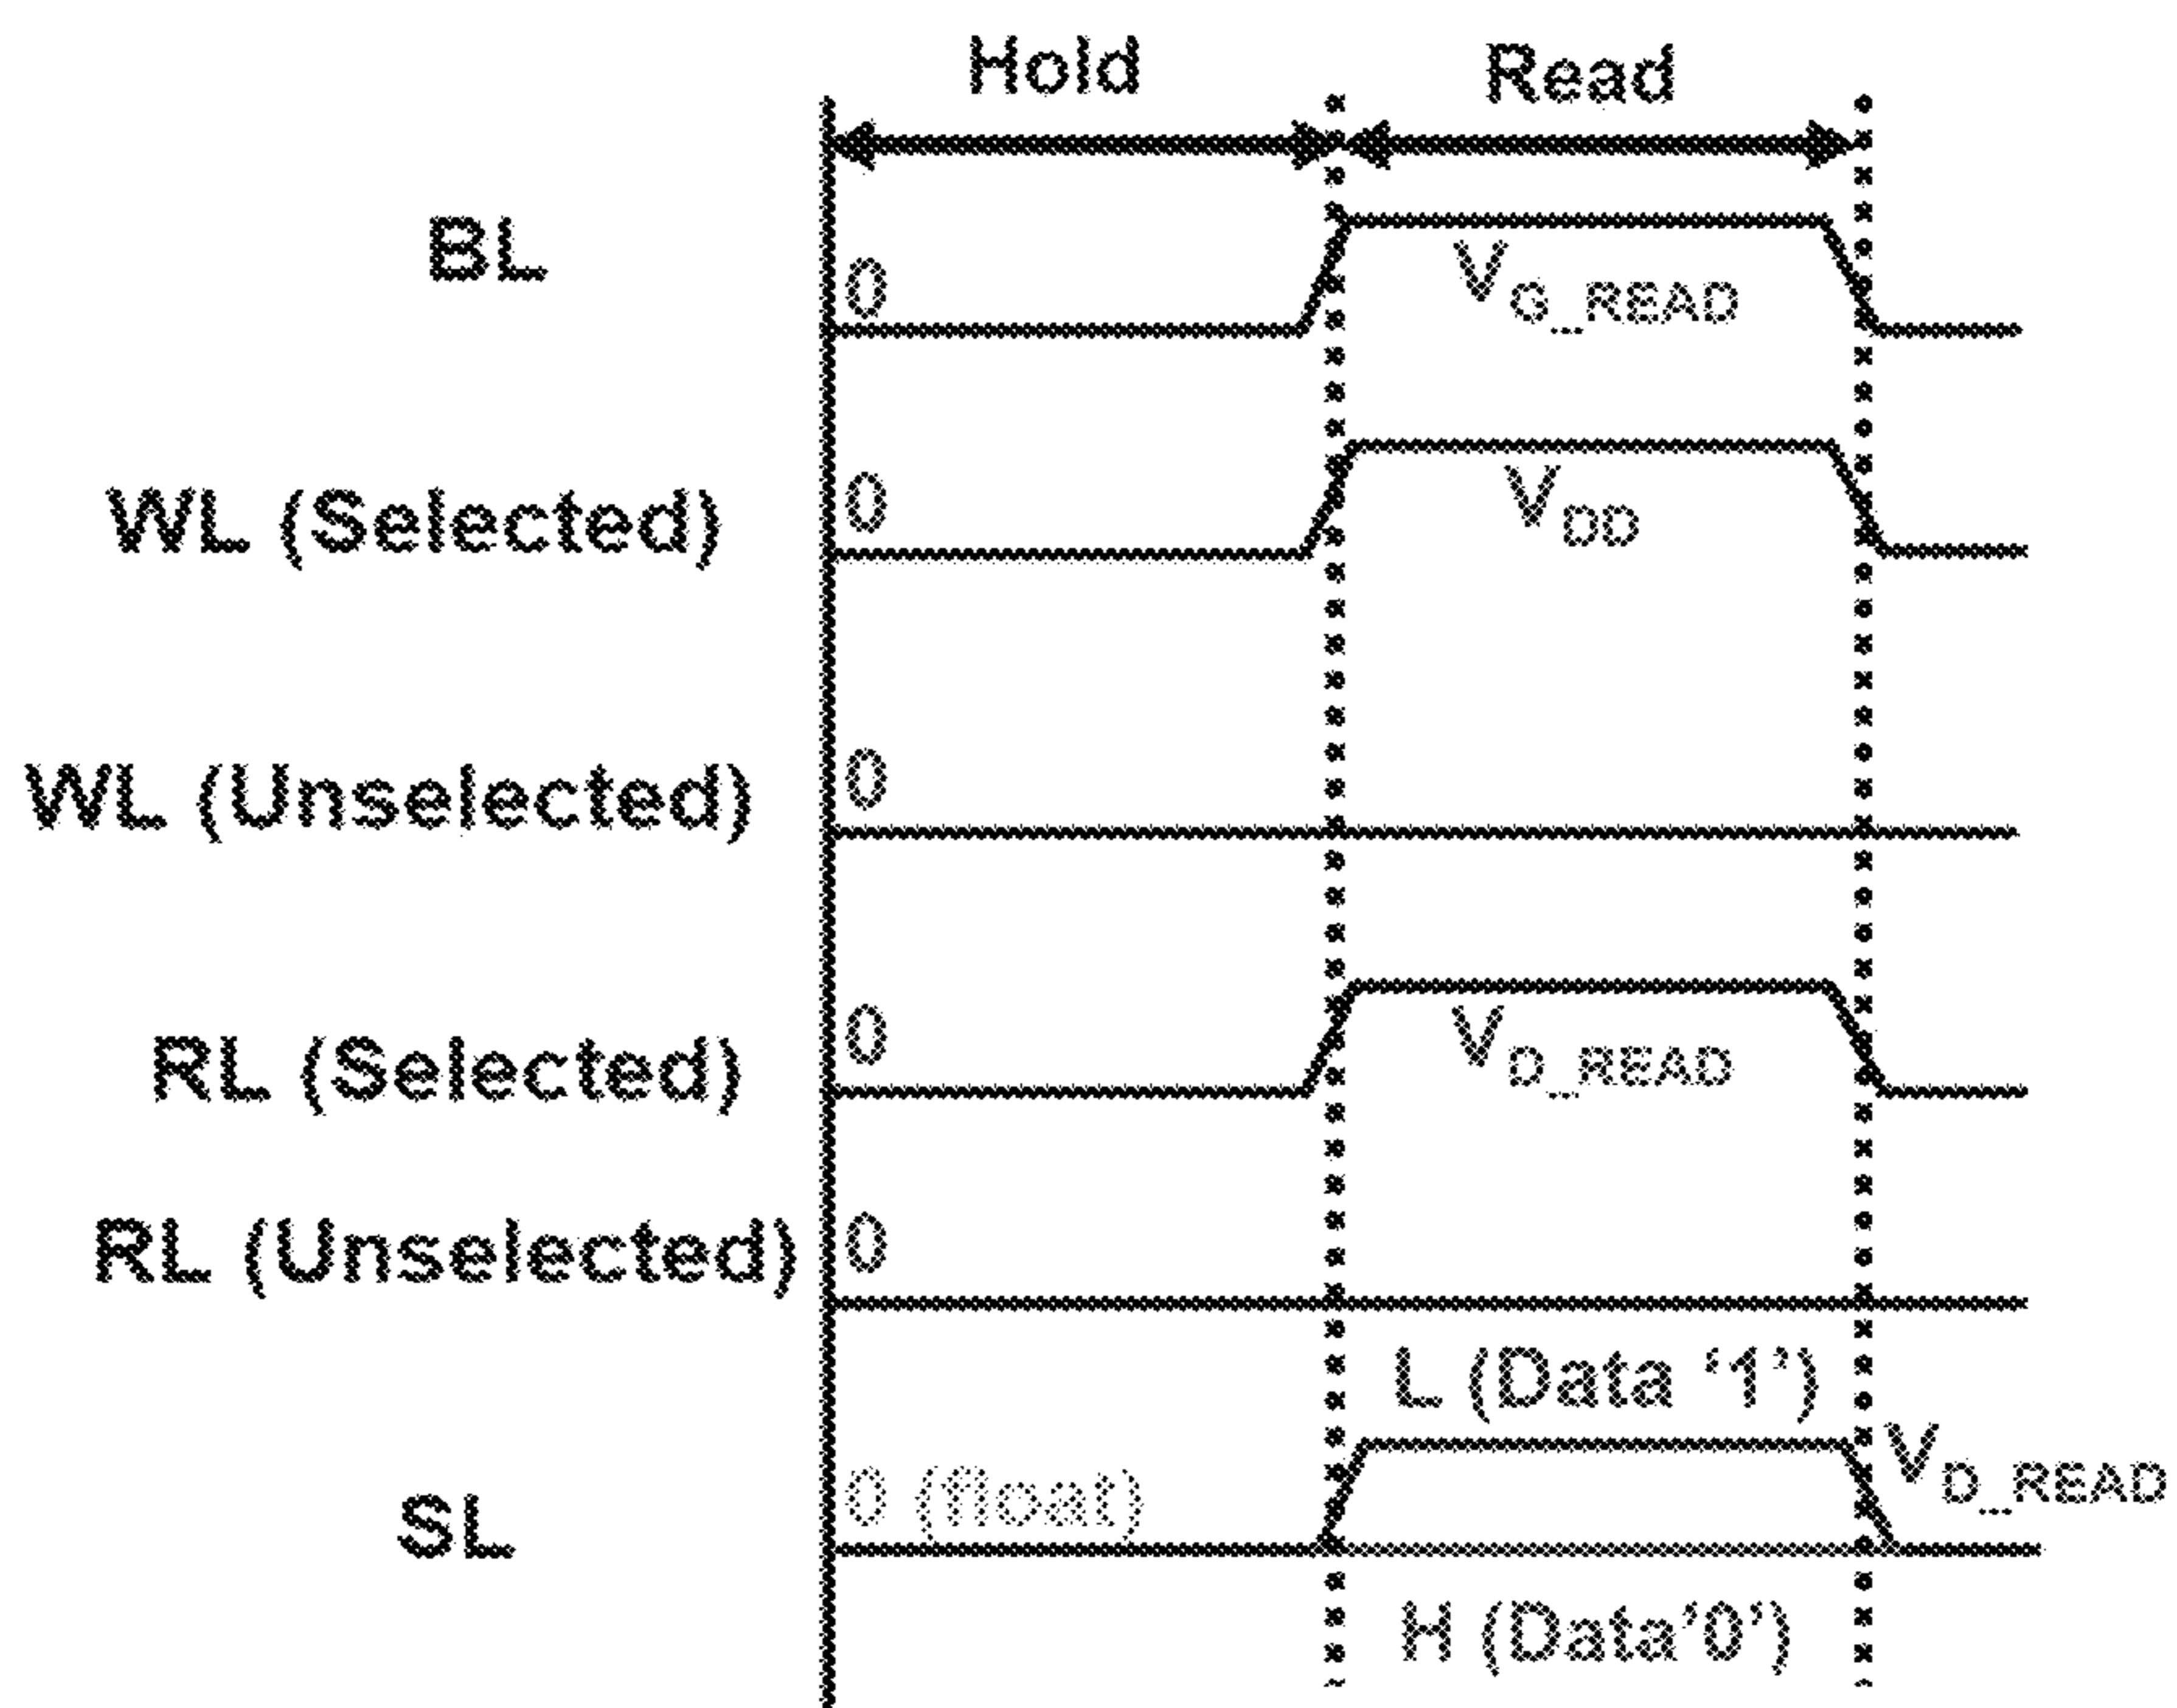 Hold Read
BL 0 VG_READ
WL (Selected) 0 VDD
WL (Unselected) 0
RL (Selected) 0 VD_READ
RL (Unselected) 0
L (Data ‘1’)
SL 0 (float) VD_READ
H (Data’0’)